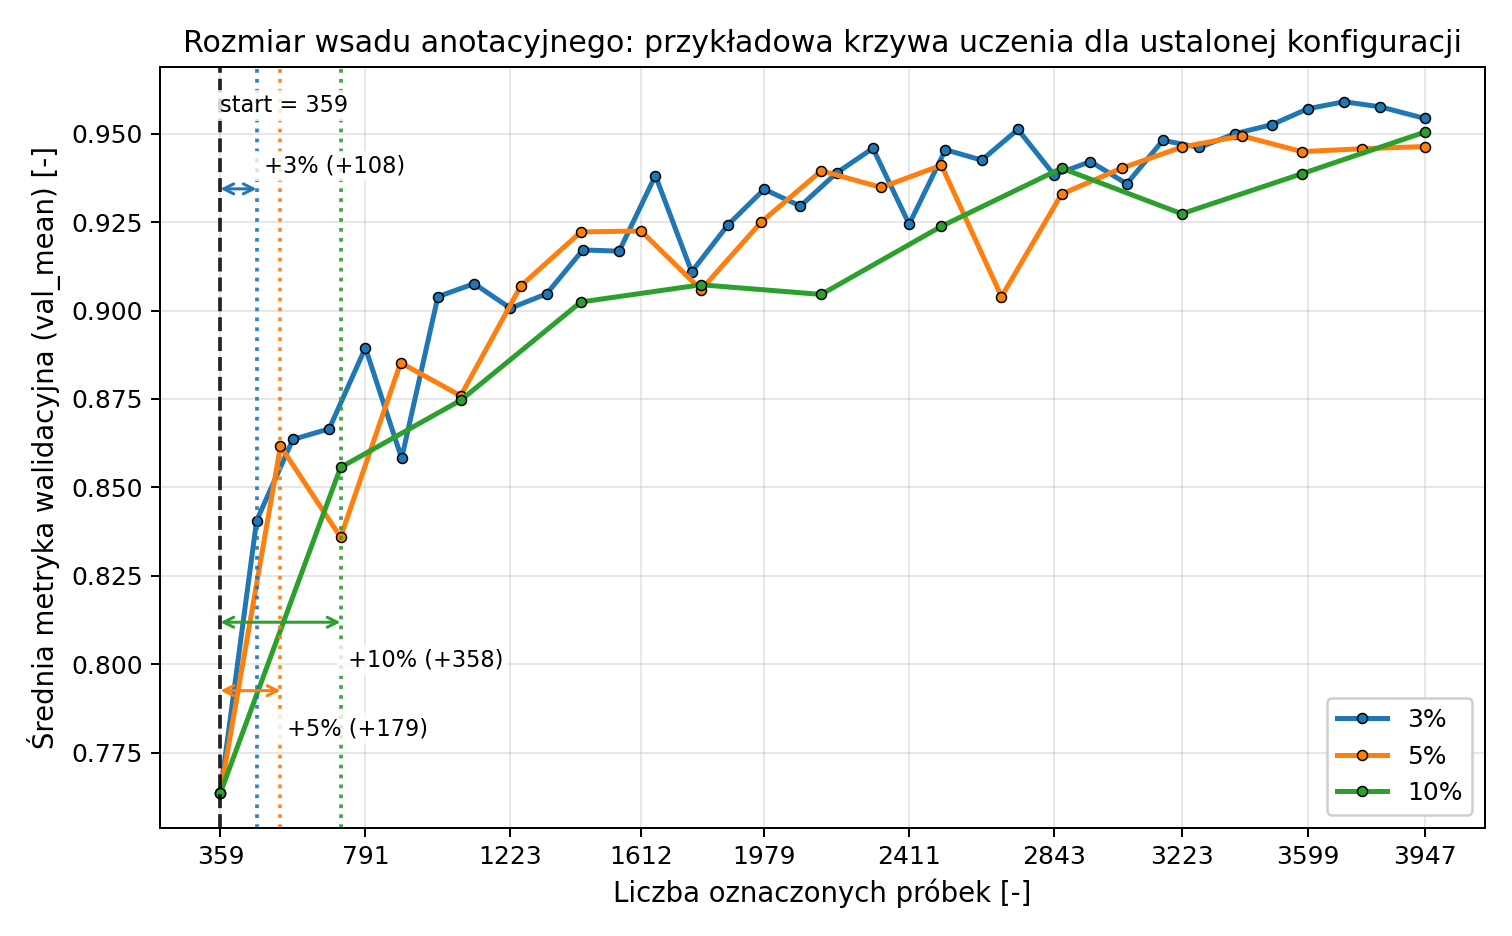 Rozmiar wsadu anotacyjnego: przykładowa krzywa uczenia dla ustalonej konfiguracji
Średnia metryka walidacyjna (val_mean) [-]
0.950
0.925
0.900
0.875
0.850
0.825
0.800
0.775
start = 359
+3% (+108)
+10% (+358)
+5% (+179)
3%
5%
10%
359 791 1223 1612 1979 2411 2843 3223 3599 3947
Liczba oznaczonych próbek [-]